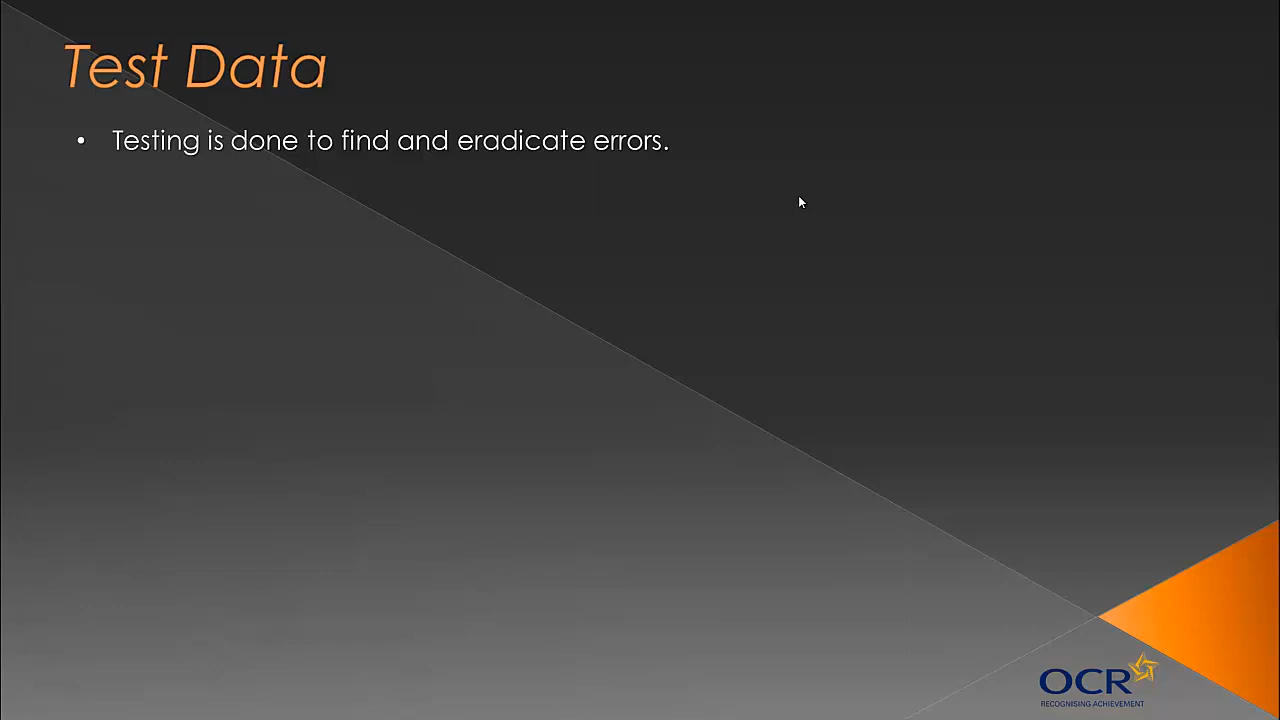 Test Data
• Testing is done to find and eradicate errors.
OCR
RECOGNISING ACHIEVEMENT